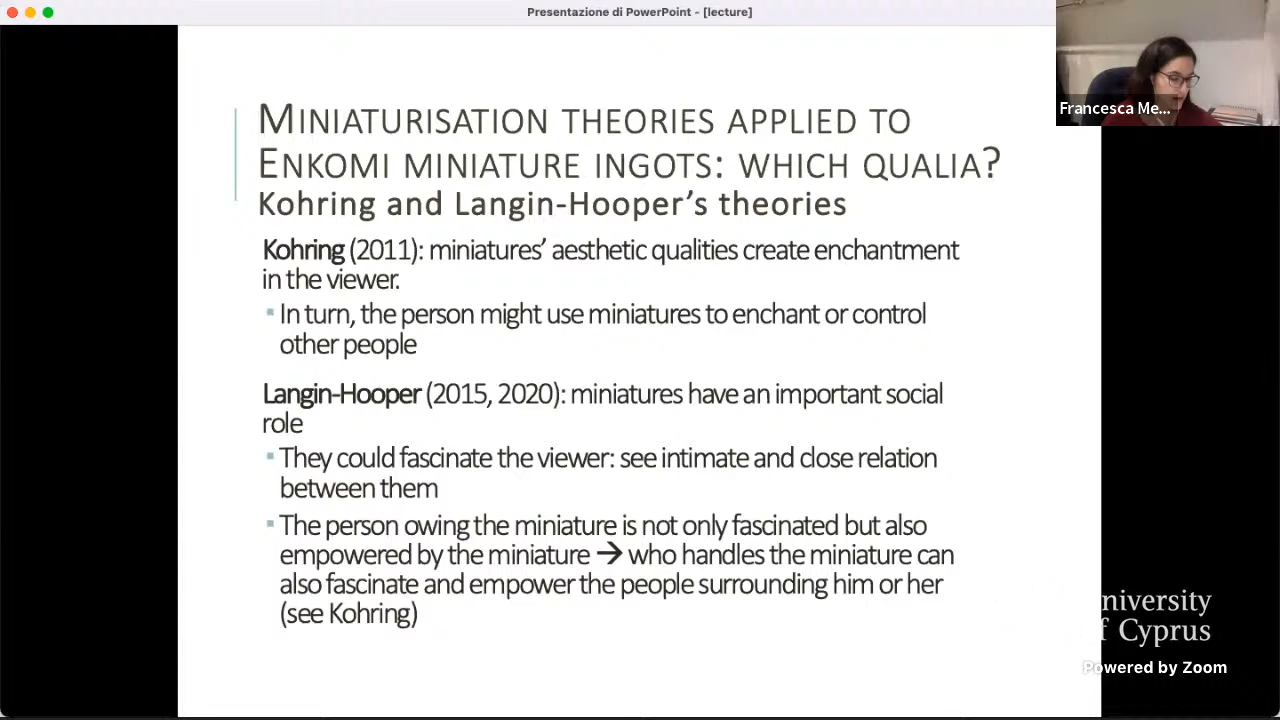 Presentazione di PowerPoint - [lecture]
Francesca Me...
MINIATURISATION THEORIES APPLIED TO
ENKOMI MINIATURE INGOTS: WHICH QUALIA?
Kohring and Langin-Hooper's theories
Kohring (2011): miniatures' aesthetic qualities create enchantment
in the viewer.
▪ In turn, the person might use miniatures to enchant or control
other people
Langin-Hooper (2015, 2020): miniatures have an important social
role
▪ They could fascinate the viewer: see intimate and close relation
between them
▪ The person owing the miniature is not only fascinated but also
empowered by the miniature → who handles the miniature can
also fascinate and empower the people surrounding him or her
(see Kohring)
niversity
f Cyprus
Powered by Zoom